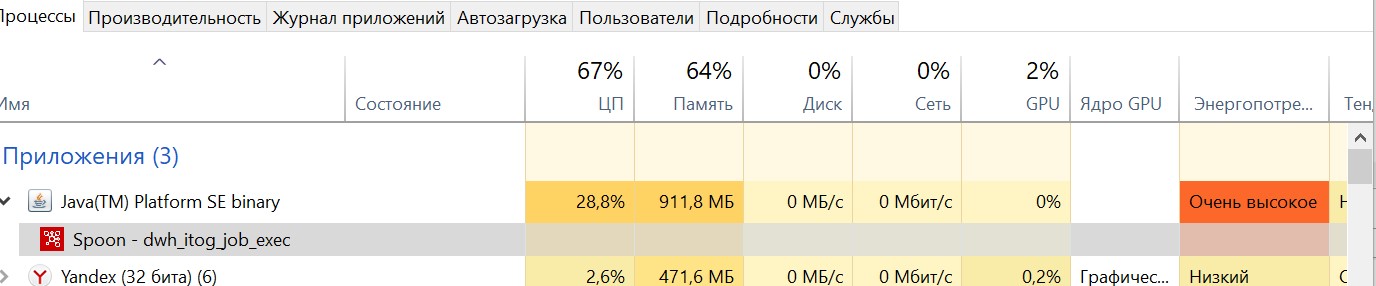 Процессы Производительность Журнал приложений Автозагрузка Пользователи Подробности Службы
67% 64% 0% 0% 2%
Имя Состояние ЦП Память Диск Сеть GPU Ядро GPU Энергопотре... Тен
Приложения (3)
Java(TM) Platform SE binary 28,8% 911,8 МБ 0 МБ/с 0 Мбит/с 0% Очень высокое
Spoon - dwh_itog_job_exec
Yandex (32 бита) (6) 2,6% 471,6 МБ 0 МБ/с 0 Мбит/с 0,2% Графичес... Низкий